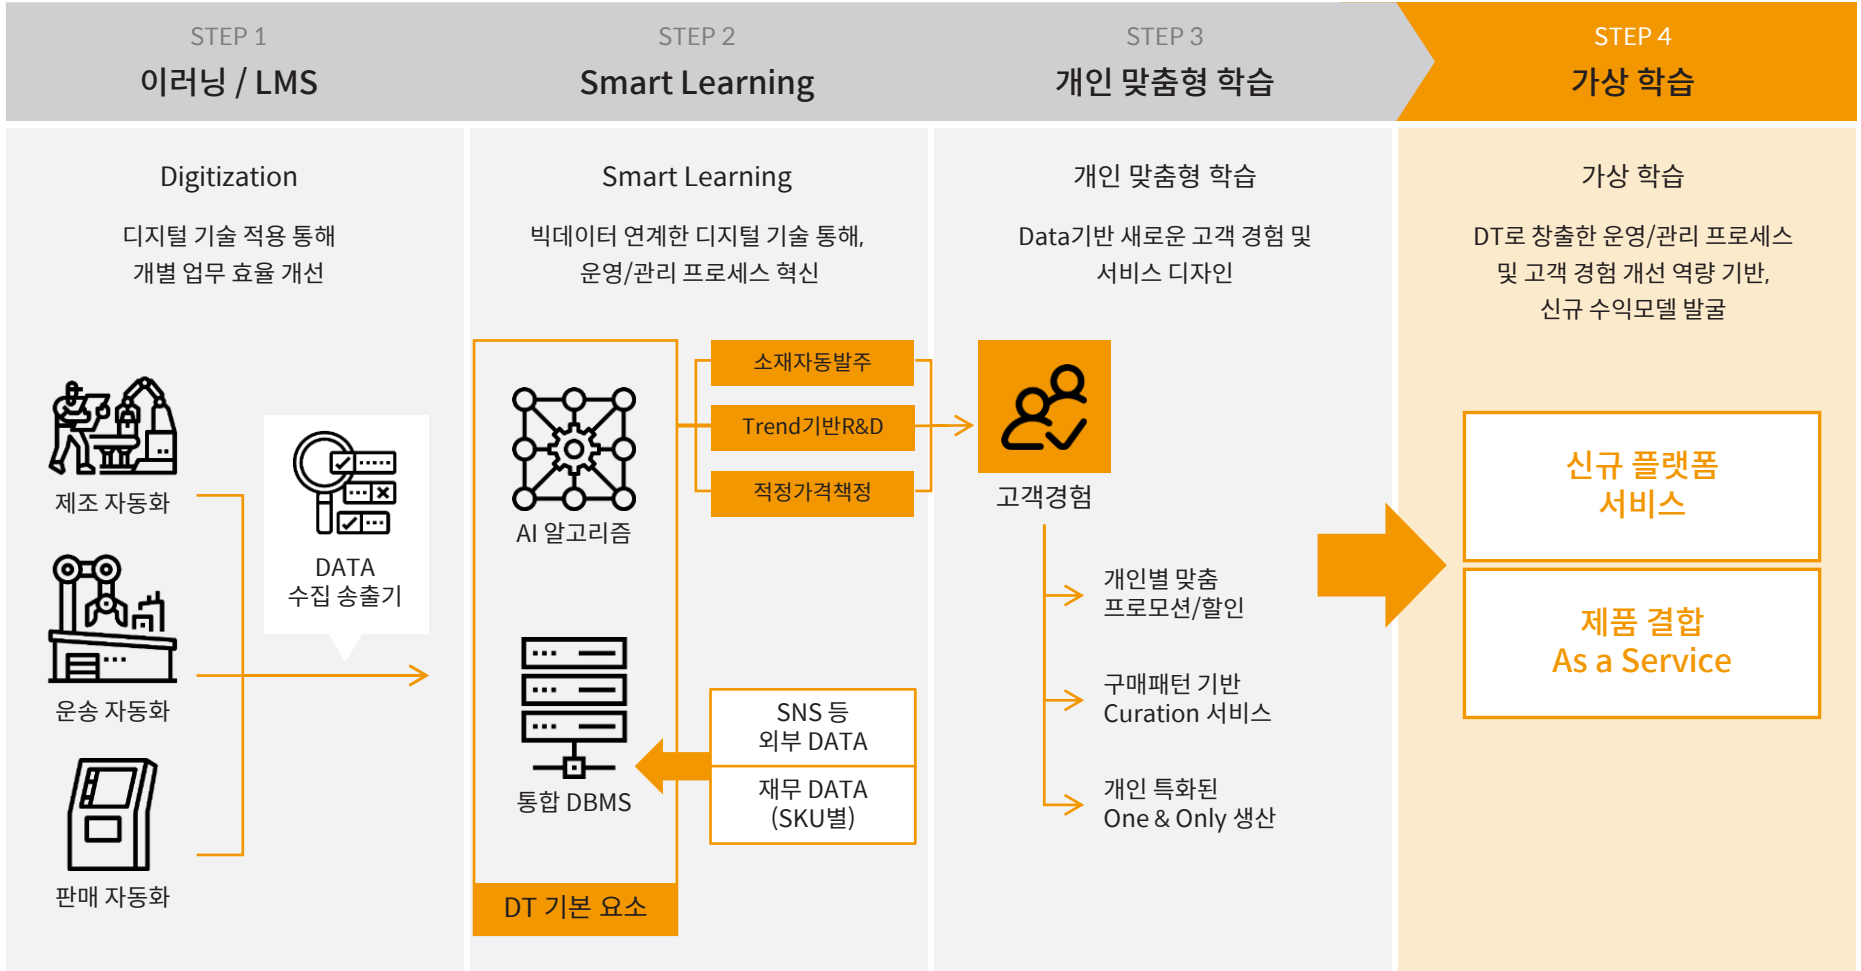 STEP 1
이러닝 / LMS
STEP 2
Smart Learning
STEP 3
개인 맞춤형 학습
STEP 4
가상 학습
Digitization
디지털 기술 적용 통해
개별 업무 효율 개선
제조 자동화
운송 자동화
판매 자동화
DATA
수집 송출기
Smart Learning
빅데이터 연계한 디지털 기술 통해,
운영/관리 프로세스 혁신
AI 알고리즘
통합 DBMS
DT 기본 요소
소재자동발주
Trend기반R&D
적정가격책정
SNS 등
외부 DATA
재무 DATA
(SKU별)
개인 맞춤형 학습
Data기반 새로운 고객 경험 및
서비스 디자인
고객경험
개인별 맞춤
프로모션/할인
구매패턴 기반
Curation 서비스
개인 특화된
One & Only 생산
가상 학습
DT로 창출한 운영/관리 프로세스
및 고객 경험 개선 역량 기반,
신규 수익모델 발굴
신규 플랫폼
서비스
제품 결합
As a Service